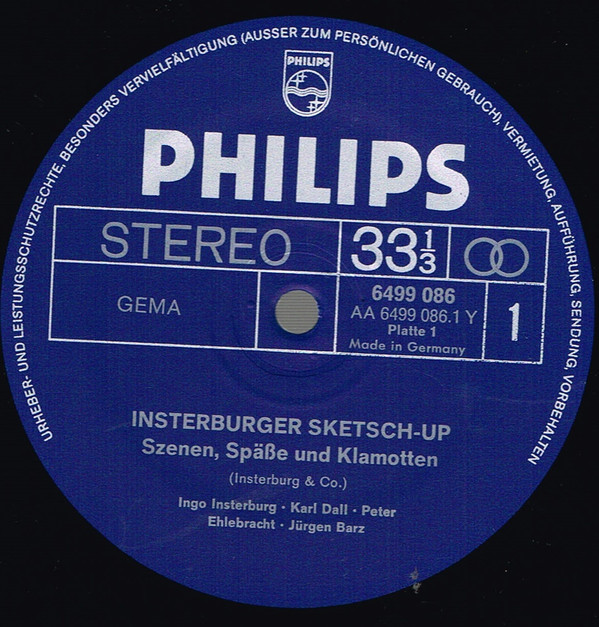 URHEBER- UND LEISTUNGSSCHUTZRECHTE, BESONDERS VERVIELFÄLTIGUNG (AUSSER ZUM PERSÖNLICHEN GEBRAUCH), VERMIETUNG, AUFFÜHRUNG, SENDUNG, VORBEHALTEN
PHILIPS
PHILIPS
STEREO
33 1/3
GEMA
6499 086
AA 6499 086.1 Y
Platte 1
Made in Germany
1
INSTERBURGER SKETSCH-UP
Szenen, Späße und Klamotten
(Insterburg & Co.)
Ingo Insterburg · Karl Dall · Peter
Ehlebracht · Jürgen Barz